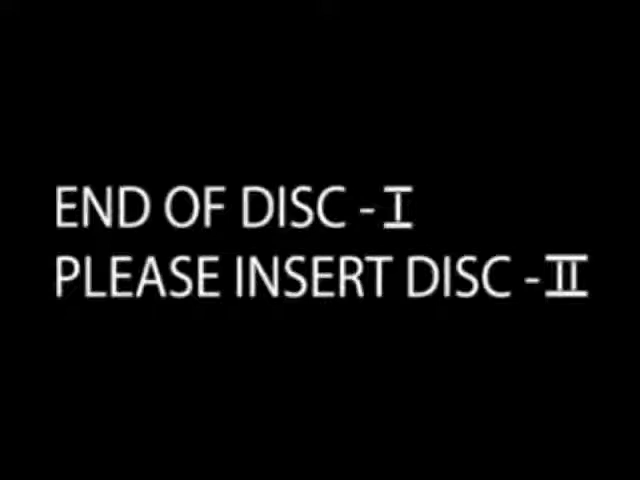 END OF DISC - I
PLEASE INSERT DISC - II